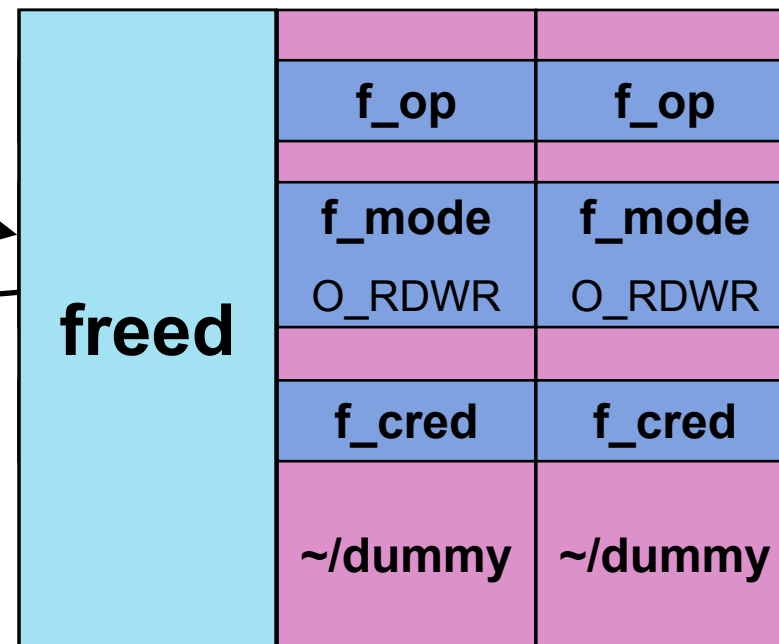 freed
f_op
f_mode
O_RDWR
f_cred
~/dummy
f_op
f_mode
O_RDWR
f_cred
~/dummy